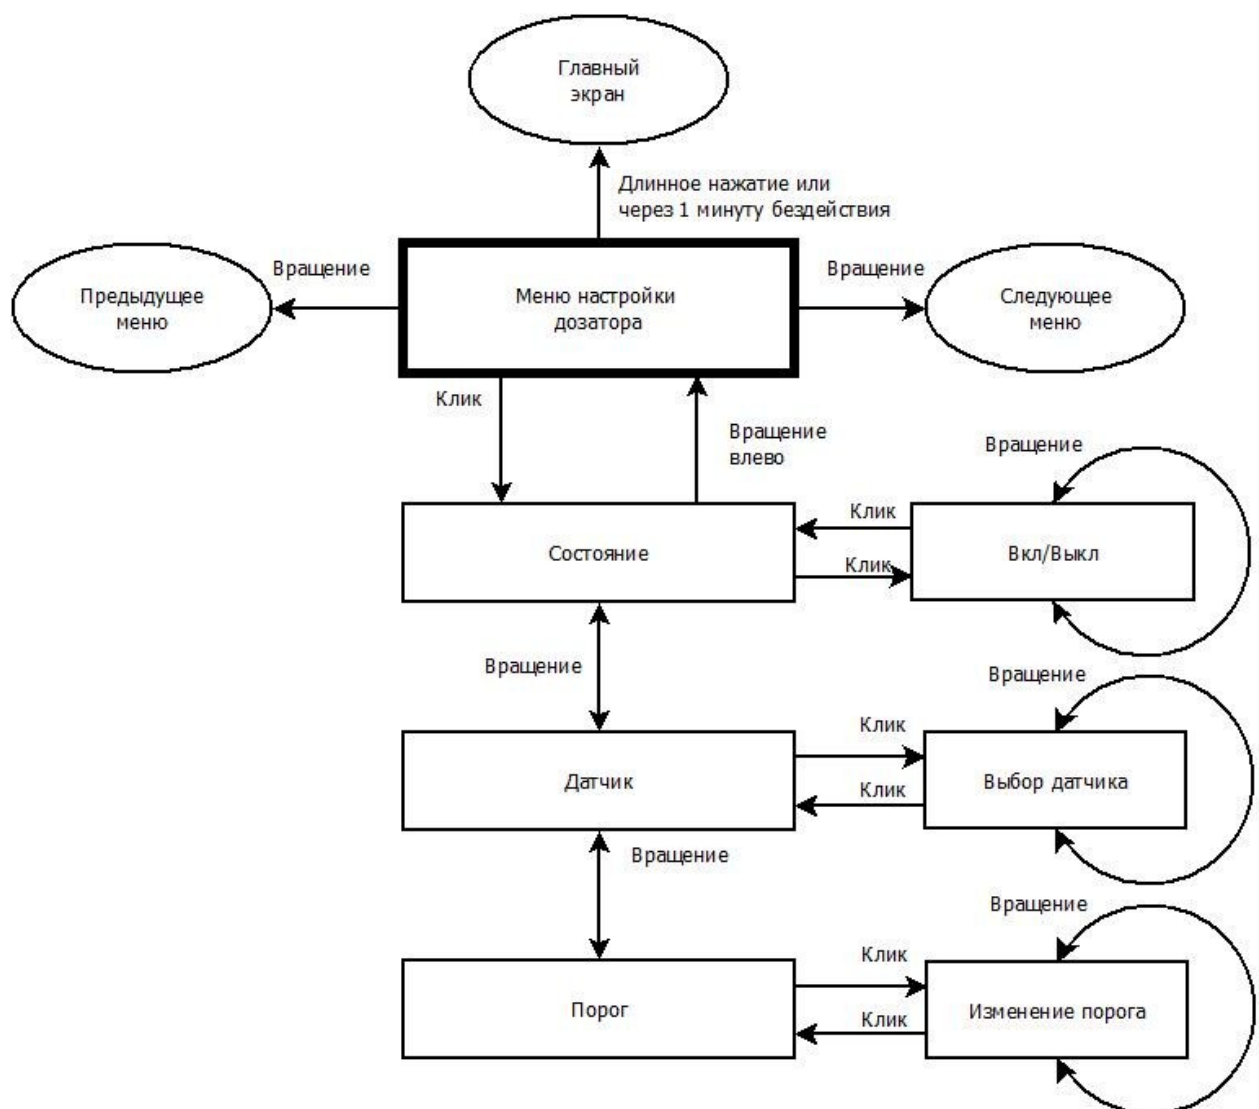 Главный
экран
Длинное нажатие или
через 1 минуту бездействия
Вращение
Вращение
Предыдущее
меню
Меню настройки
дозатора
Следующее
меню
Клик
Вращение
влево
Вращение
Клик
Состояние
Вкл/Выкл
Клик
Вращение
Вращение
Клик
Датчик
Выбор датчика
Клик
Вращение
Вращение
Клик
Порог
Изменение порога
Клик